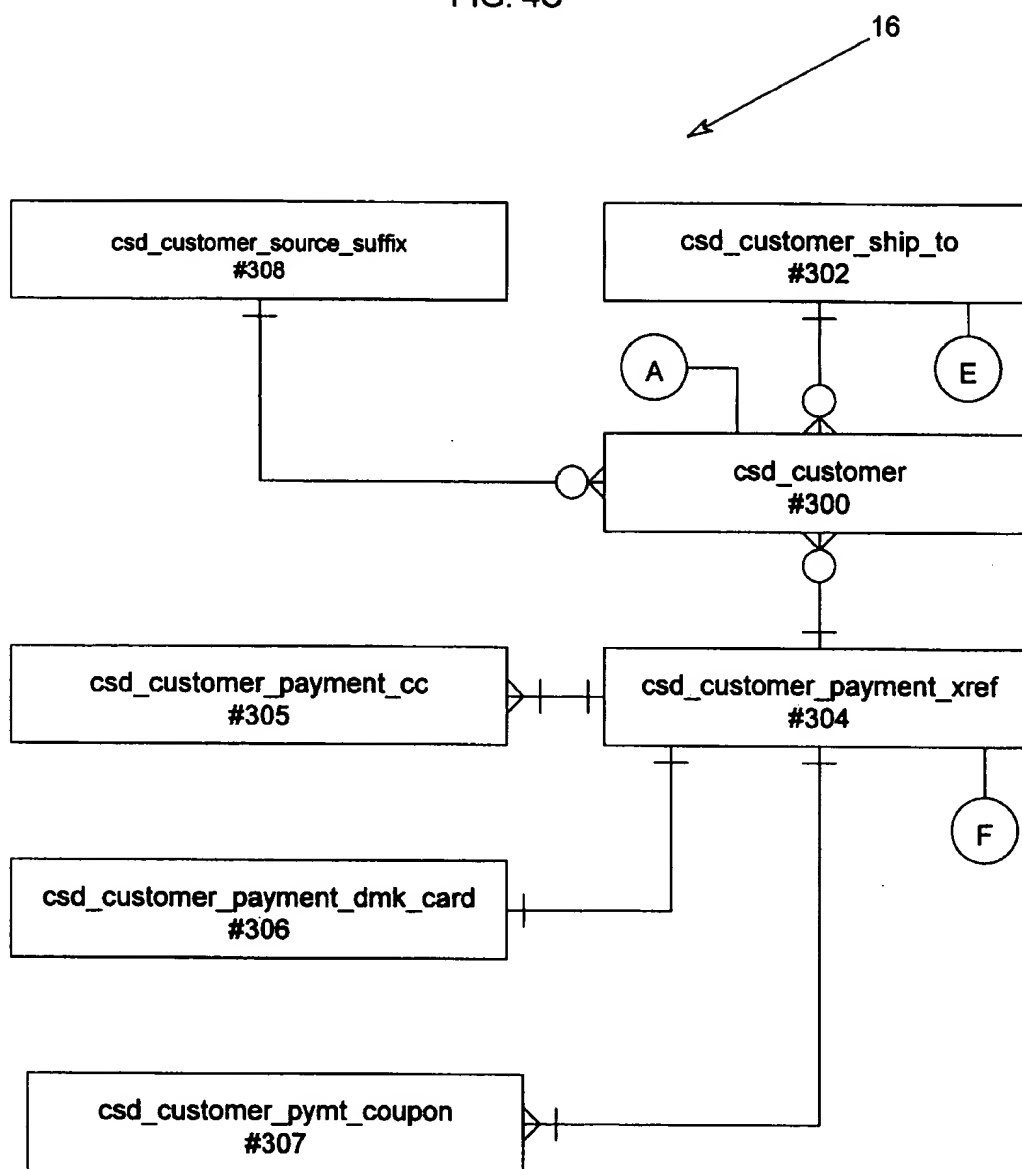 16
csd_customer_source_suffix
#308
csd_customer_ship_to
#302
A
E
csd_customer
#300
csd_customer_payment_cc
#305
csd_customer_payment_xref
#304
F
csd_customer_payment_dmk_card
#306
csd_customer_pymt_coupon
#307